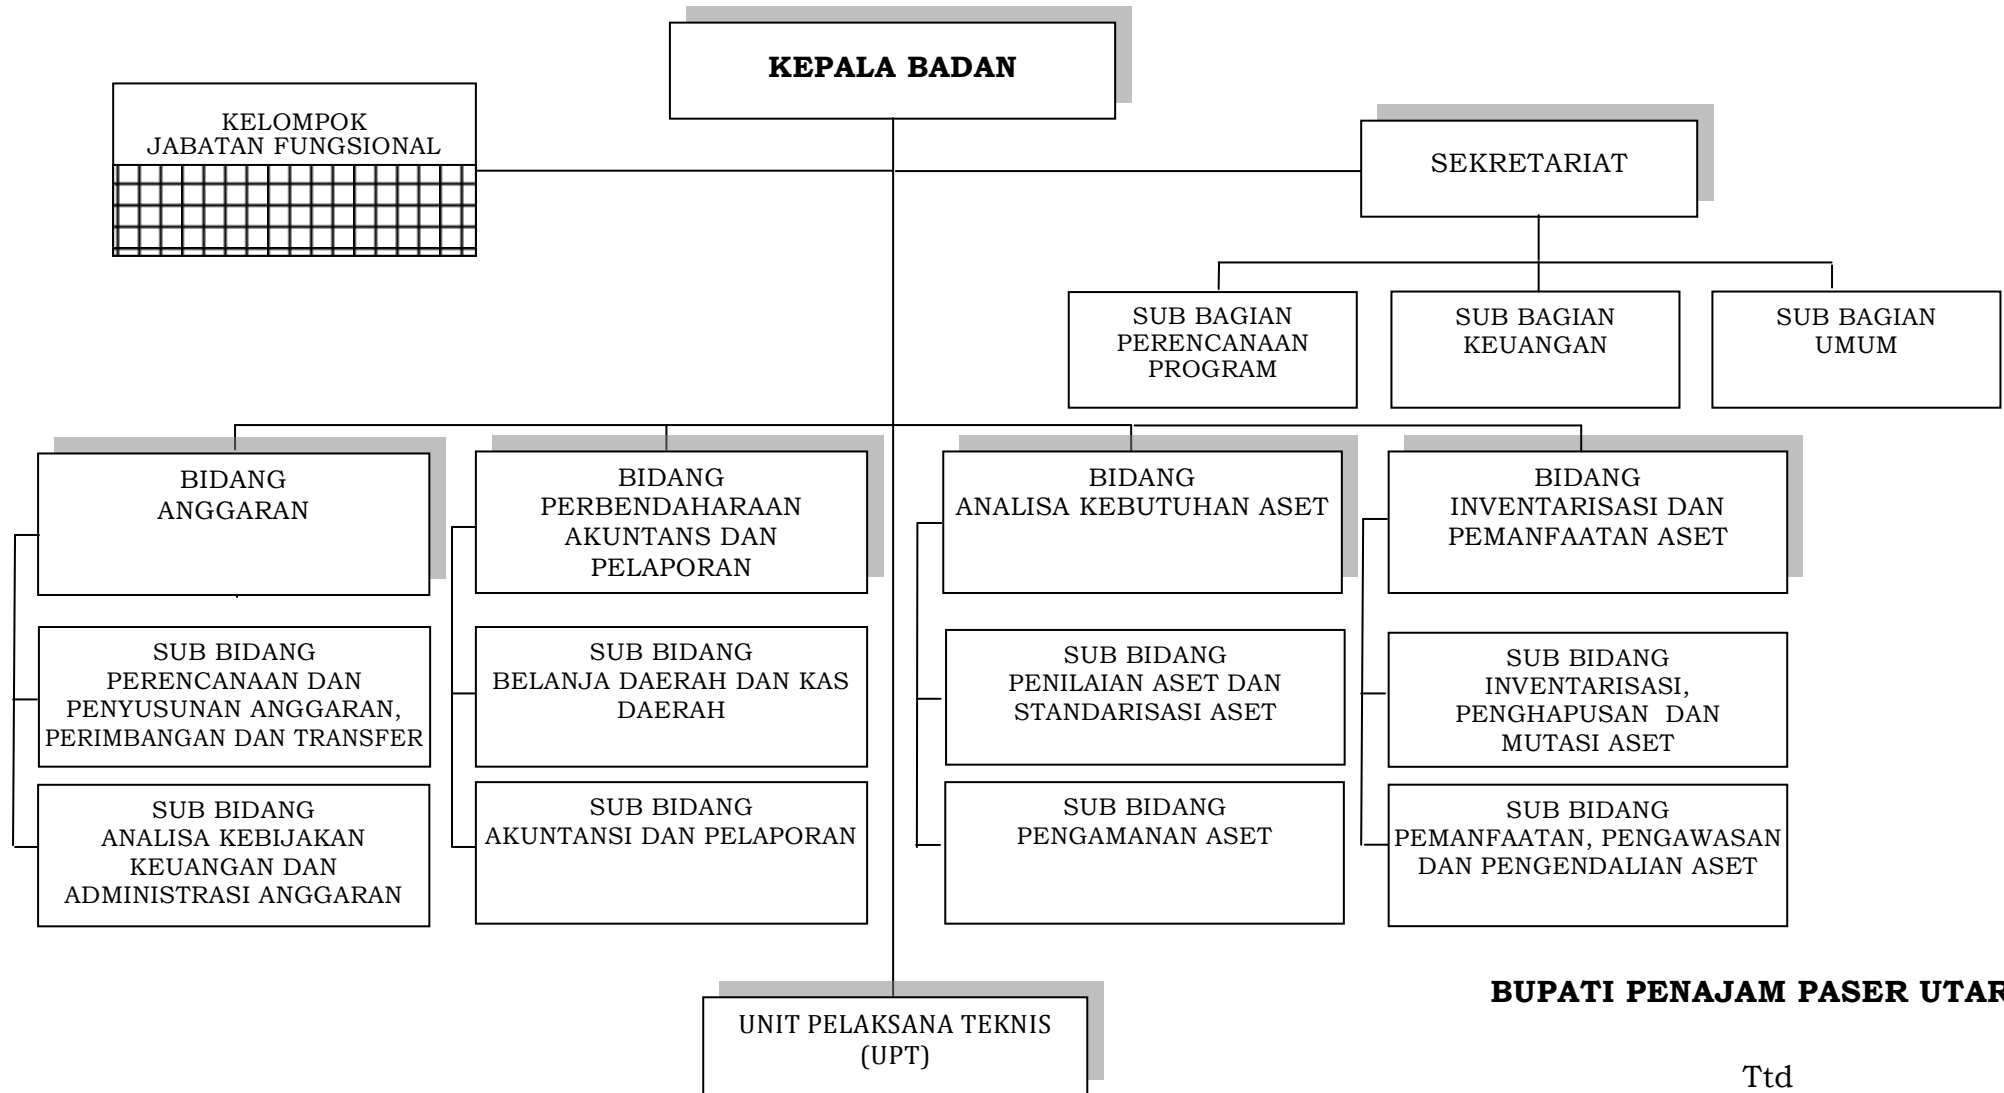 KEPALA BADAN
KELOMPOK
JABATAN FUNGSIONAL
SEKRETARIAT
SUB BAGIAN
PERENCANAAN
PROGRAM
SUB BAGIAN
KEUANGAN
SUB BAGIAN
UMUM
BIDANG
ANGGARAN
BIDANG
PERBENDAHARAAN
AKUNTANS DAN
PELAPORAN
BIDANG
ANALISA KEBUTUHAN ASET
BIDANG
INVENTARISASI DAN
PEMANFAATAN ASET
SUB BIDANG
PERENCANAAN DAN
PENYUSUNAN ANGGARAN,
PERIMBANGAN DAN TRANSFER
SUB BIDANG
BELANJA DAERAH DAN KAS
DAERAH
SUB BIDANG
PENILAIAN ASET DAN
STANDARISASI ASET
SUB BIDANG
INVENTARISASI,
PENGHAPUSAN  DAN
MUTASI ASET
SUB BIDANG
ANALISA KEBIJAKAN
KEUANGAN DAN
ADMINISTRASI ANGGARAN
SUB BIDANG
AKUNTANSI DAN PELAPORAN
SUB BIDANG
PENGAMANAN ASET
SUB BIDANG
PEMANFAATAN, PENGAWASAN
DAN PENGENDALIAN ASET
UNIT PELAKSANA TEKNIS
(UPT)
BUPATI PENAJAM PASER UTAR
Ttd